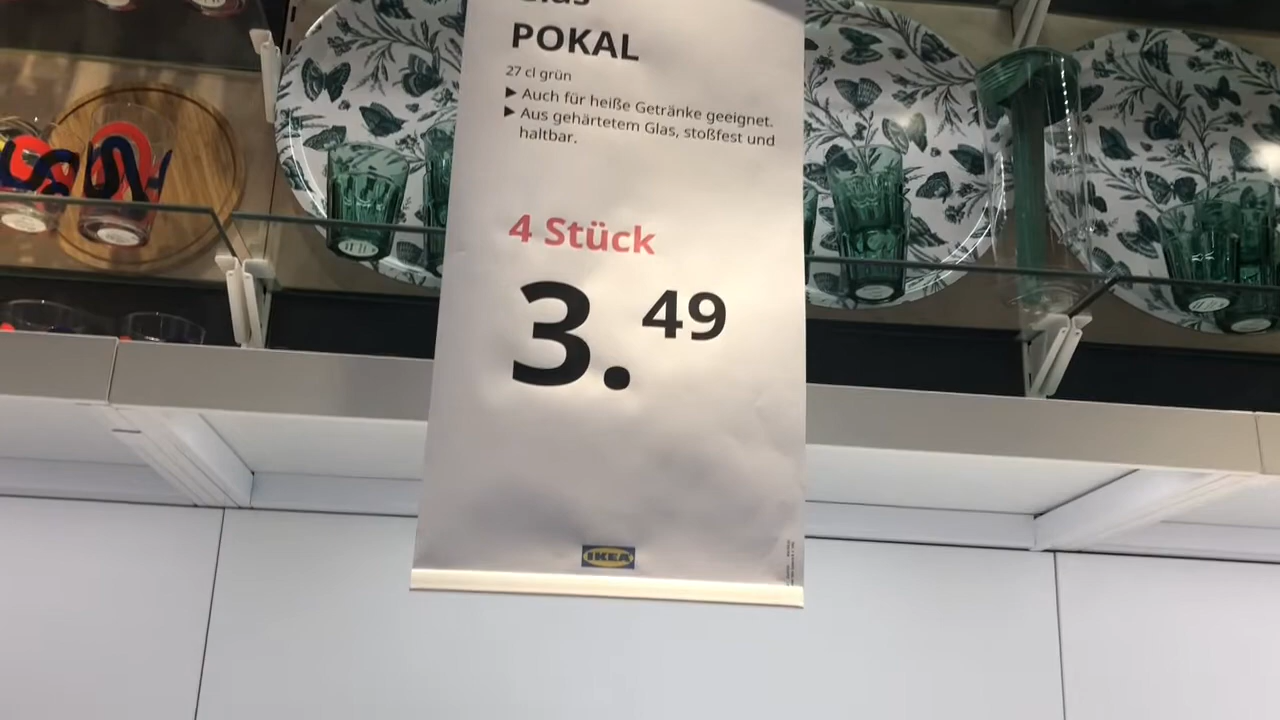 POKAL
27 cl grün
▶ Auch für heiße Getränke geeignet.
▶ Aus gehärtetem Glas, stoßfest und
haltbar.
4 Stück
3.49
IKEA